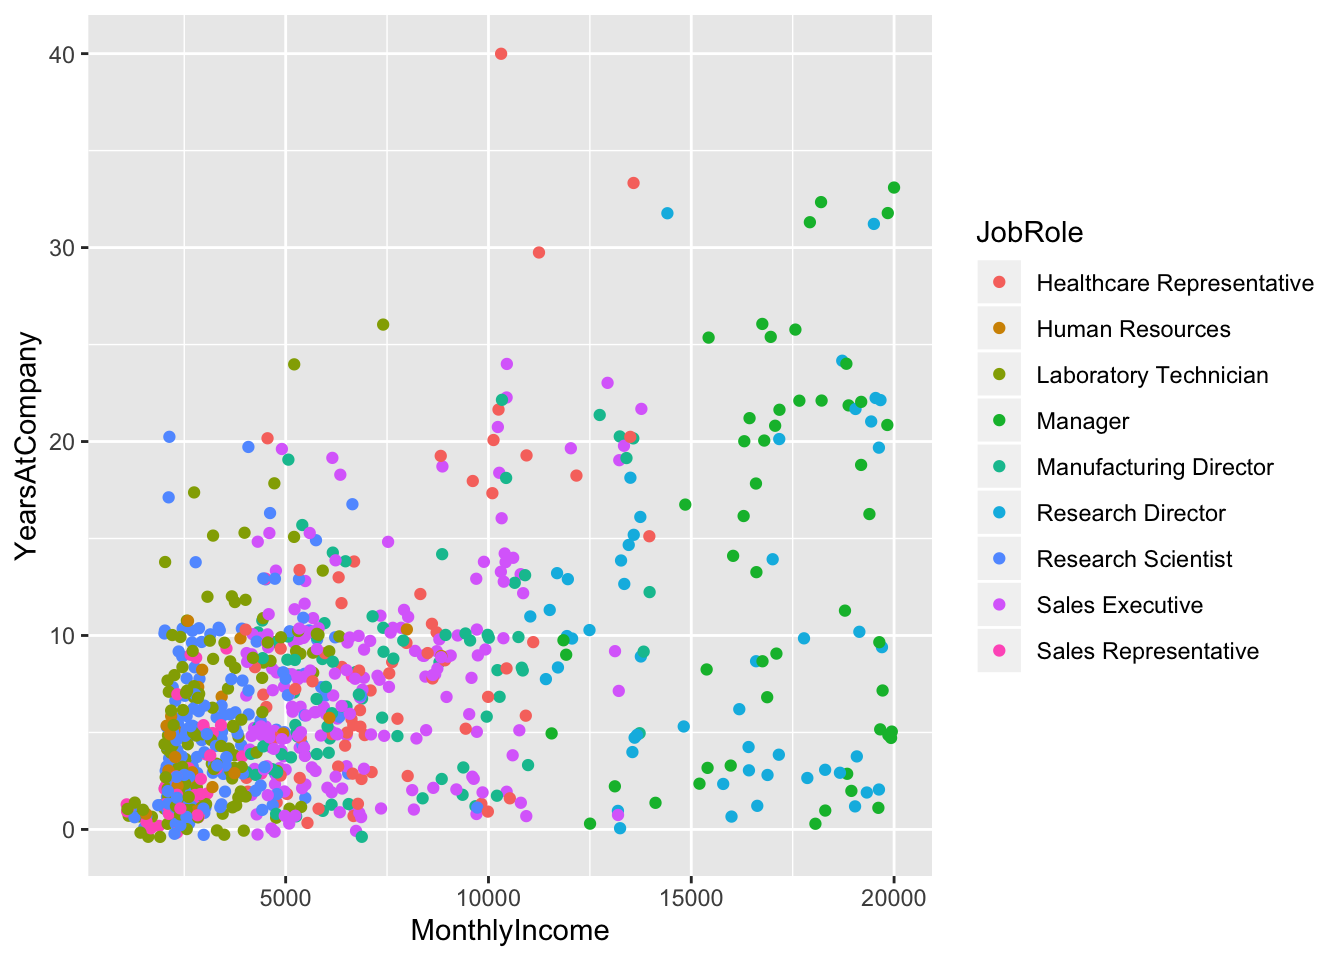 40
30
20
10
0
YearsAtCompany
5000
10000
15000
20000
MonthlyIncome
JobRole
Healthcare Representative
Human Resources
Laboratory Technician
Manager
Manufacturing Director
Research Director
Research Scientist
Sales Executive
Sales Representative